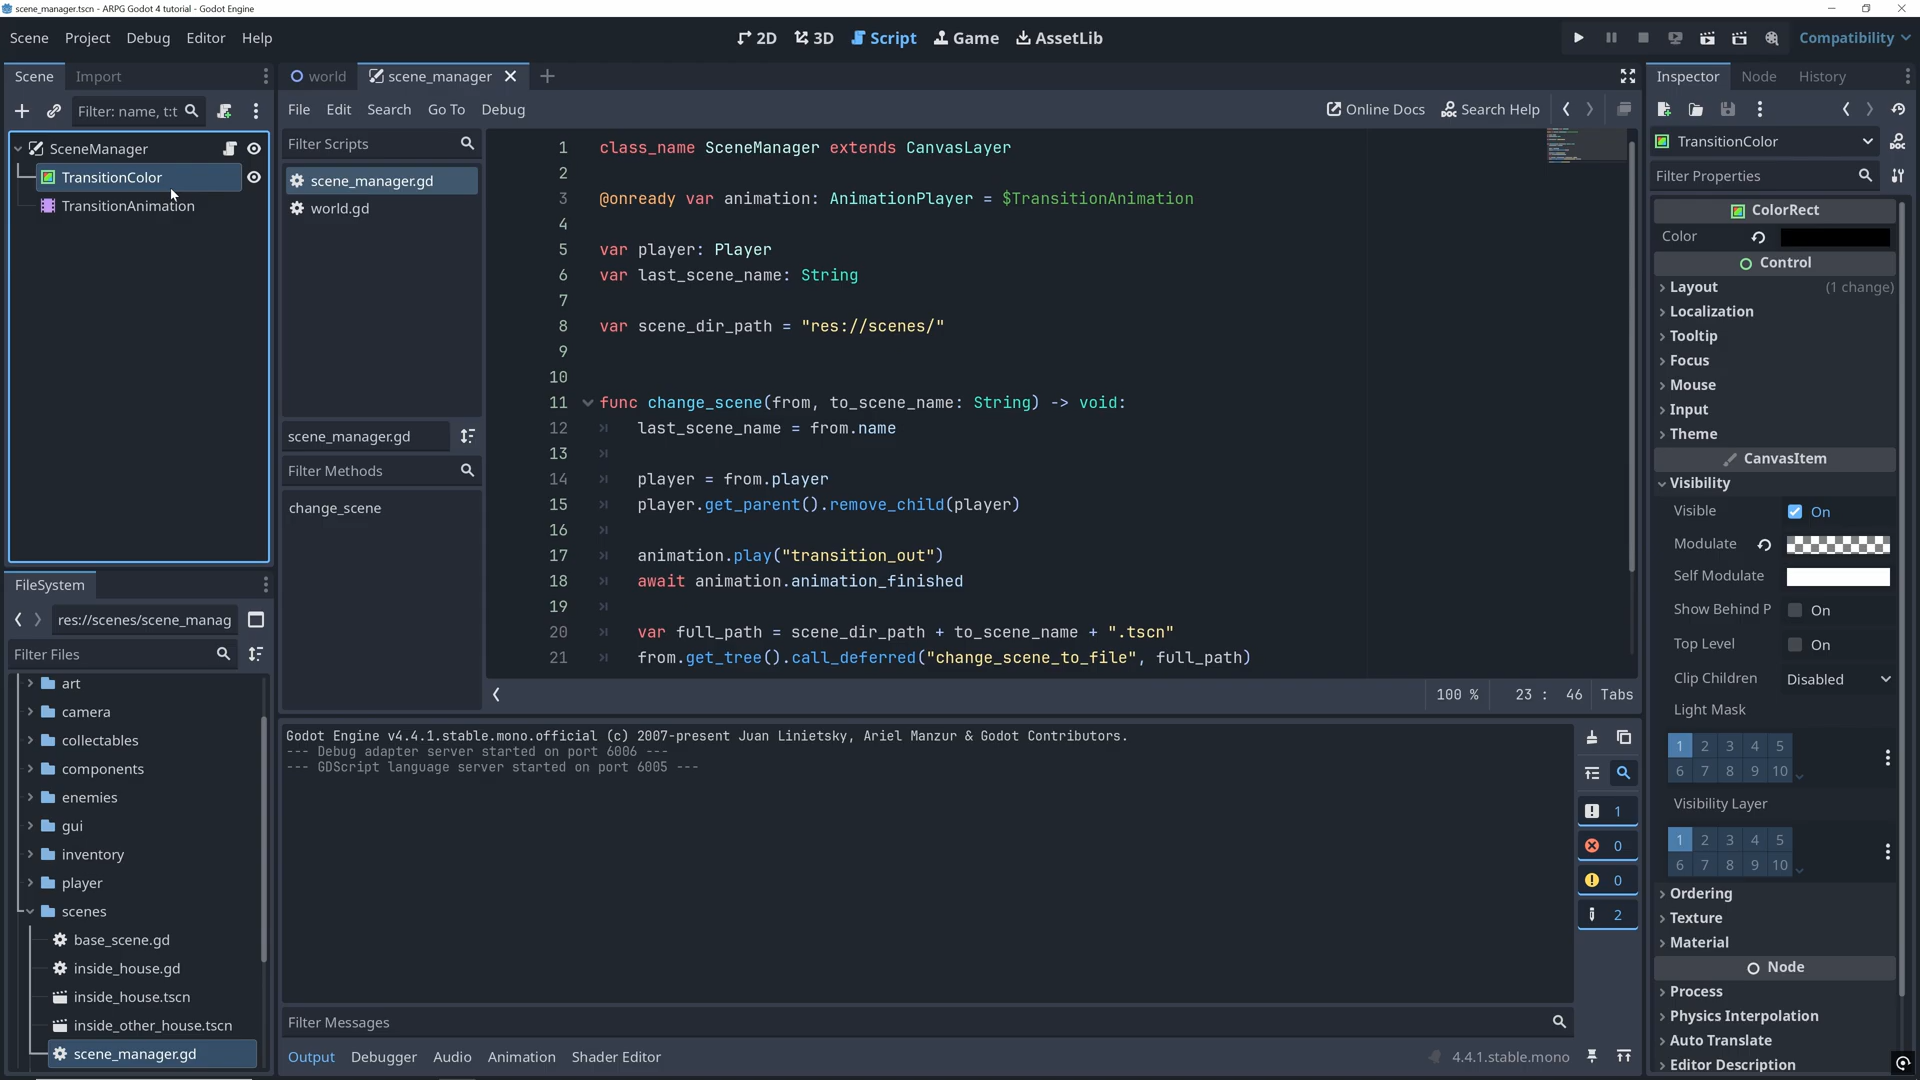 scene_manager.tscn - ARPG Godot 4 tutorial - Godot Engine
Scene Project Debug Editor Help
2D 3D Script Game AssetLib
Compatibility
Scene Import
Filter: name, t:t
SceneManager
TransitionColor
TransitionAnimation
FileSystem
res://scenes/scene_manag
Filter Files
art
camera
collectables
components
enemies
gui
inventory
player
scenes
base_scene.gd
inside_house.gd
inside_house.tscn
inside_other_house.tscn
scene_manager.gd
world scene_manager
File Edit Search Go To Debug
Online Docs Search Help
Filter Scripts
scene_manager.gd
world.gd
scene_manager.gd
Filter Methods
change_scene
1 class_name SceneManager extends CanvasLayer
2
3 @onready var animation: AnimationPlayer = $TransitionAnimation
4
5 var player: Player
6 var last_scene_name: String
7
8 var scene_dir_path = "res://scenes/"
9
10
11 func change_scene(from, to_scene_name: String) -> void:
12 last_scene_name = from.name
13
14 player = from.player
15 player.get_parent().remove_child(player)
16
17 animation.play("transition_out")
18 await animation.animation_finished
19
20 var full_path = scene_dir_path + to_scene_name + ".tscn"
21 from.get_tree().call_deferred("change_scene_to_file", full_path)
100 % 23 : 46 Tabs
Godot Engine v4.4.1.stable.mono.official (c) 2007-present Juan Linietsky, Ariel Manzur & Godot Contributors.
--- Debug adapter server started on port 6006 ---
--- GDScript language server started on port 6005 ---
1
0
0
2
Filter Messages
Output Debugger Audio Animation Shader Editor
4.4.1.stable.mono
Inspector Node History
TransitionColor
Filter Properties
ColorRect
Color
Control
Layout (1 change)
Localization
Tooltip
Focus
Mouse
Input
Theme
CanvasItem
Visibility
Visible On
Modulate
Self Modulate
Show Behind P On
Top Level On
Clip Children Disabled
Light Mask
1 2 3 4 5
6 7 8 9 10
Visibility Layer
1 2 3 4 5
6 7 8 9 10
Ordering
Texture
Material
Node
Process
Physics Interpolation
Auto Translate
Editor Description